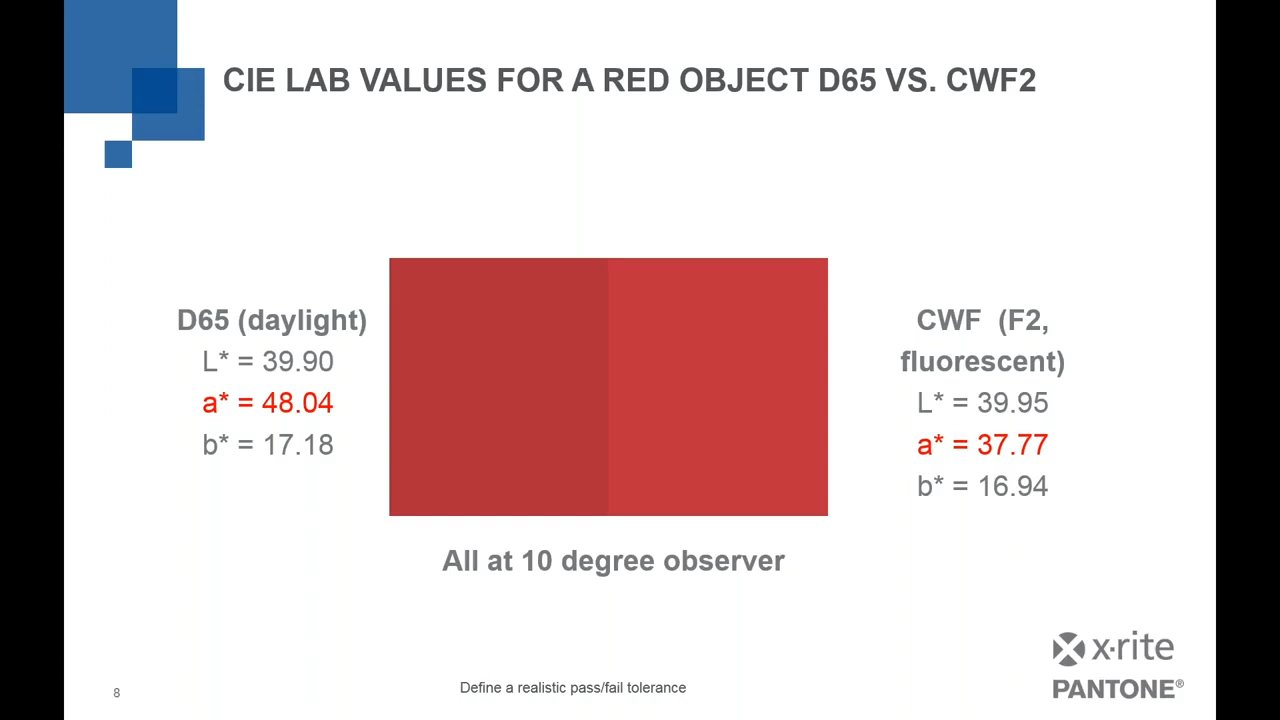 CIE LAB VALUES FOR A RED OBJECT D65 VS. CWF2
D65 (daylight)
L* = 39.90
a* = 48.04
b* = 17.18
CWF (F2,
fluorescent)
L* = 39.95
a* = 37.77
b* = 16.94
All at 10 degree observer
x·rite
PANTONE®
8
Define a realistic pass/fail tolerance